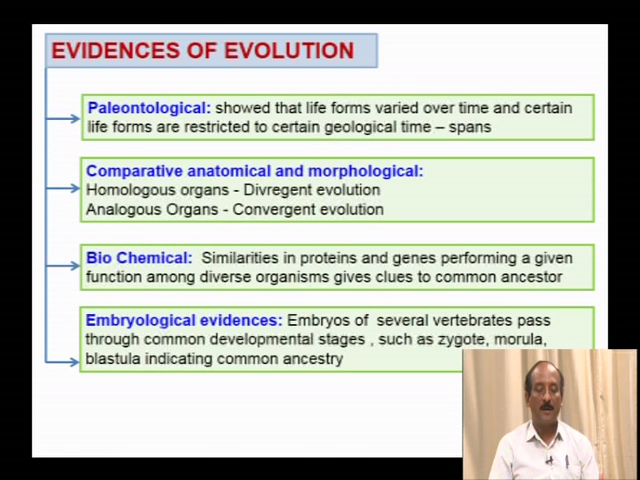 EVIDENCES OF EVOLUTION
Paleontological: showed that life forms varied over time and certain
life forms are restricted to certain geological time – spans
Comparative anatomical and morphological:
Homologous organs - Divregent evolution
Analogous Organs - Convergent evolution
Bio Chemical: Similarities in proteins and genes performing a given
function among diverse organisms gives clues to common ancestor
Embryological evidences: Embryos of several vertebrates pass
through common developmental stages , such as zygote, morula,
blastula indicating common ancestry